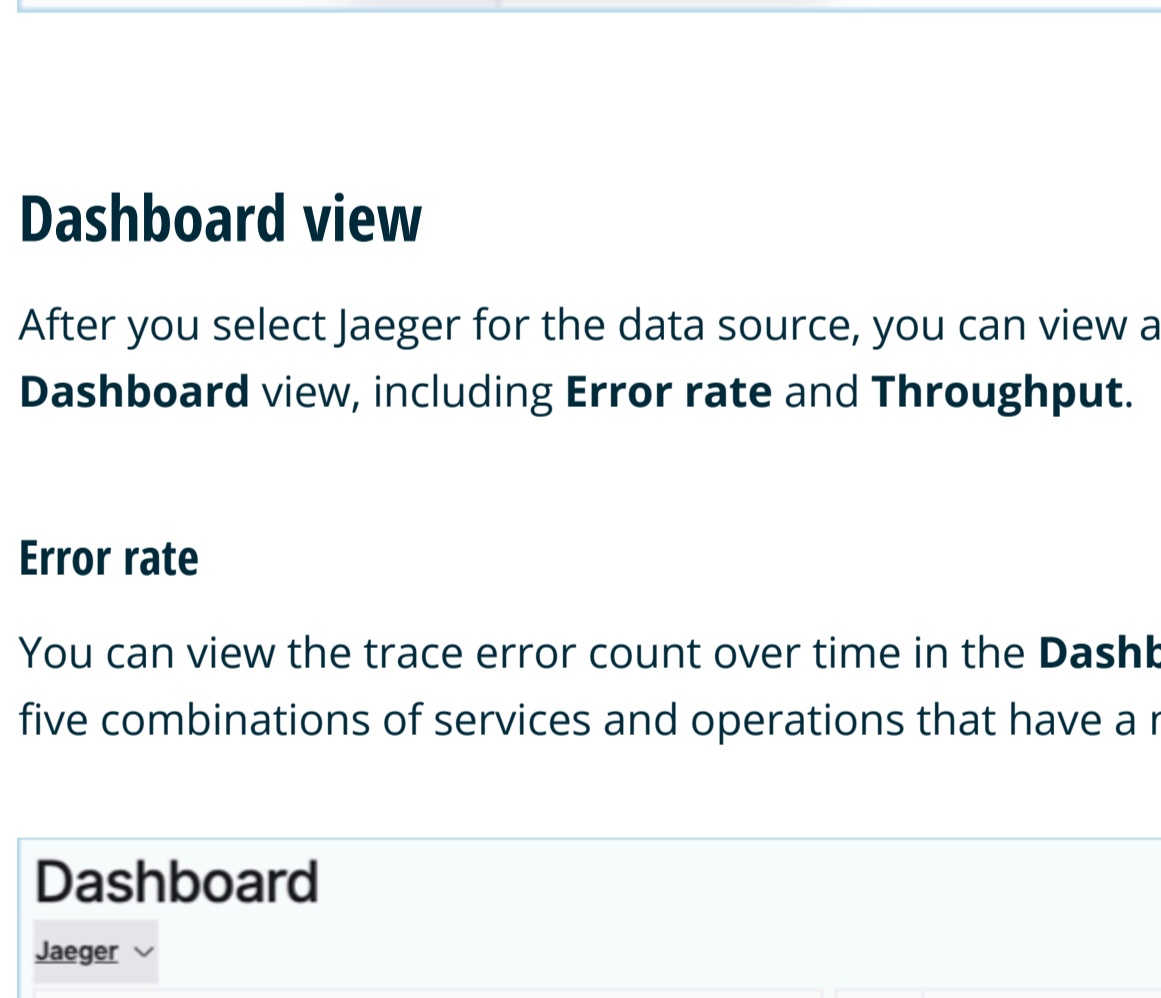 Dashboard view
After you select Jaeger for the data source, you can view a
Dashboard view, including Error rate and Throughput.
Error rate
You can view the trace error count over time in the Dashb
five combinations of services and operations that have a
Dashboard
Jaeger